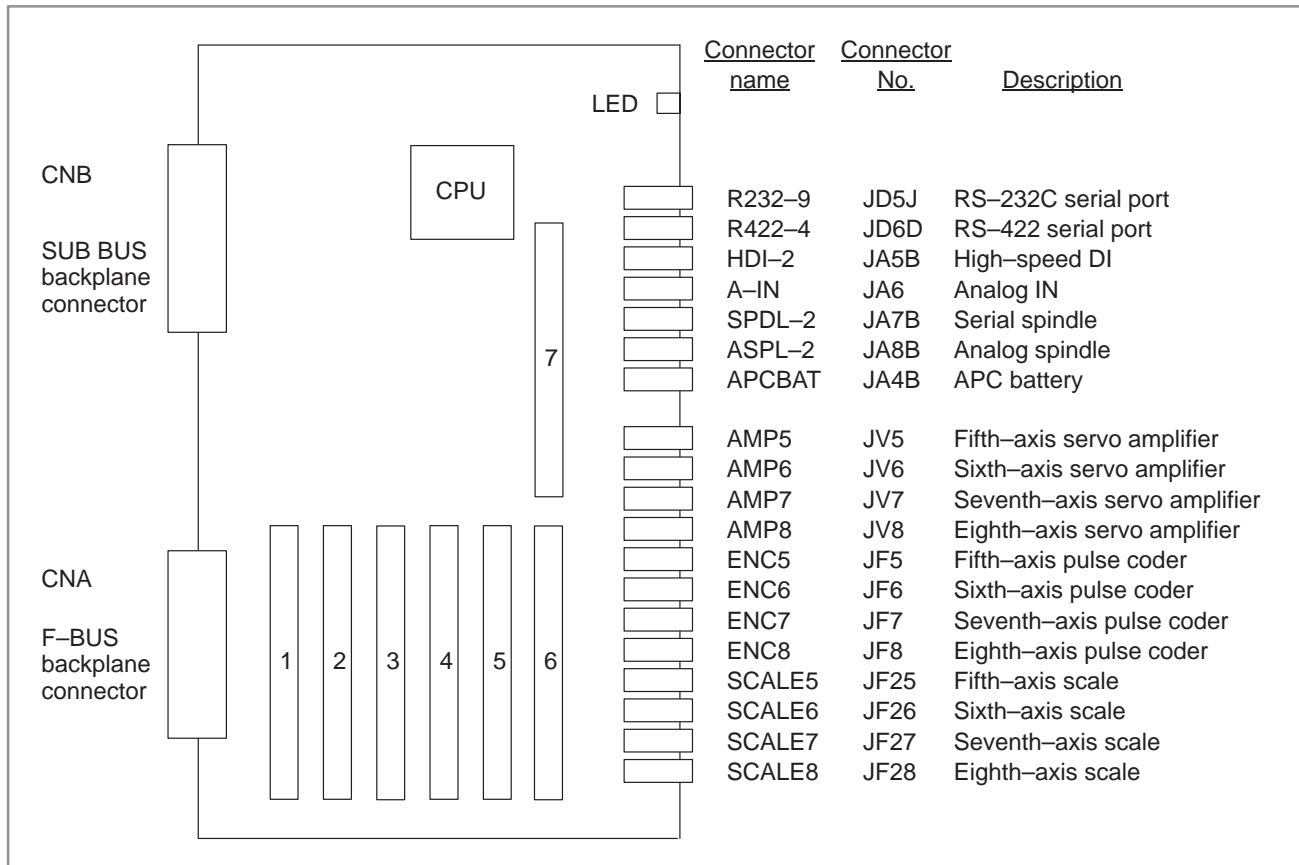 Connector name Connector No. Description
LED
CNB
SUB BUS
backplane
connector
CPU
R232–9 JD5J RS–232C serial port
R422–4 JD6D RS–422 serial port
HDI–2 JA5B High–speed DI
A–IN JA6 Analog IN
SPDL–2 JA7B Serial spindle
ASPL–2 JA8B Analog spindle
APCBAT JA4B APC battery
7
AMP5 JV5 Fifth–axis servo amplifier
AMP6 JV6 Sixth–axis servo amplifier
AMP7 JV7 Seventh–axis servo amplifier
AMP8 JV8 Eighth–axis servo amplifier
ENC5 JF5 Fifth–axis pulse coder
ENC6 JF6 Sixth–axis pulse coder
ENC7 JF7 Seventh–axis pulse coder
ENC8 JF8 Eighth–axis pulse coder
SCALE5 JF25 Fifth–axis scale
SCALE6 JF26 Sixth–axis scale
SCALE7 JF27 Seventh–axis scale
SCALE8 JF28 Eighth–axis scale
CNA
F–BUS
backplane
connector
1 2 3 4 5 6